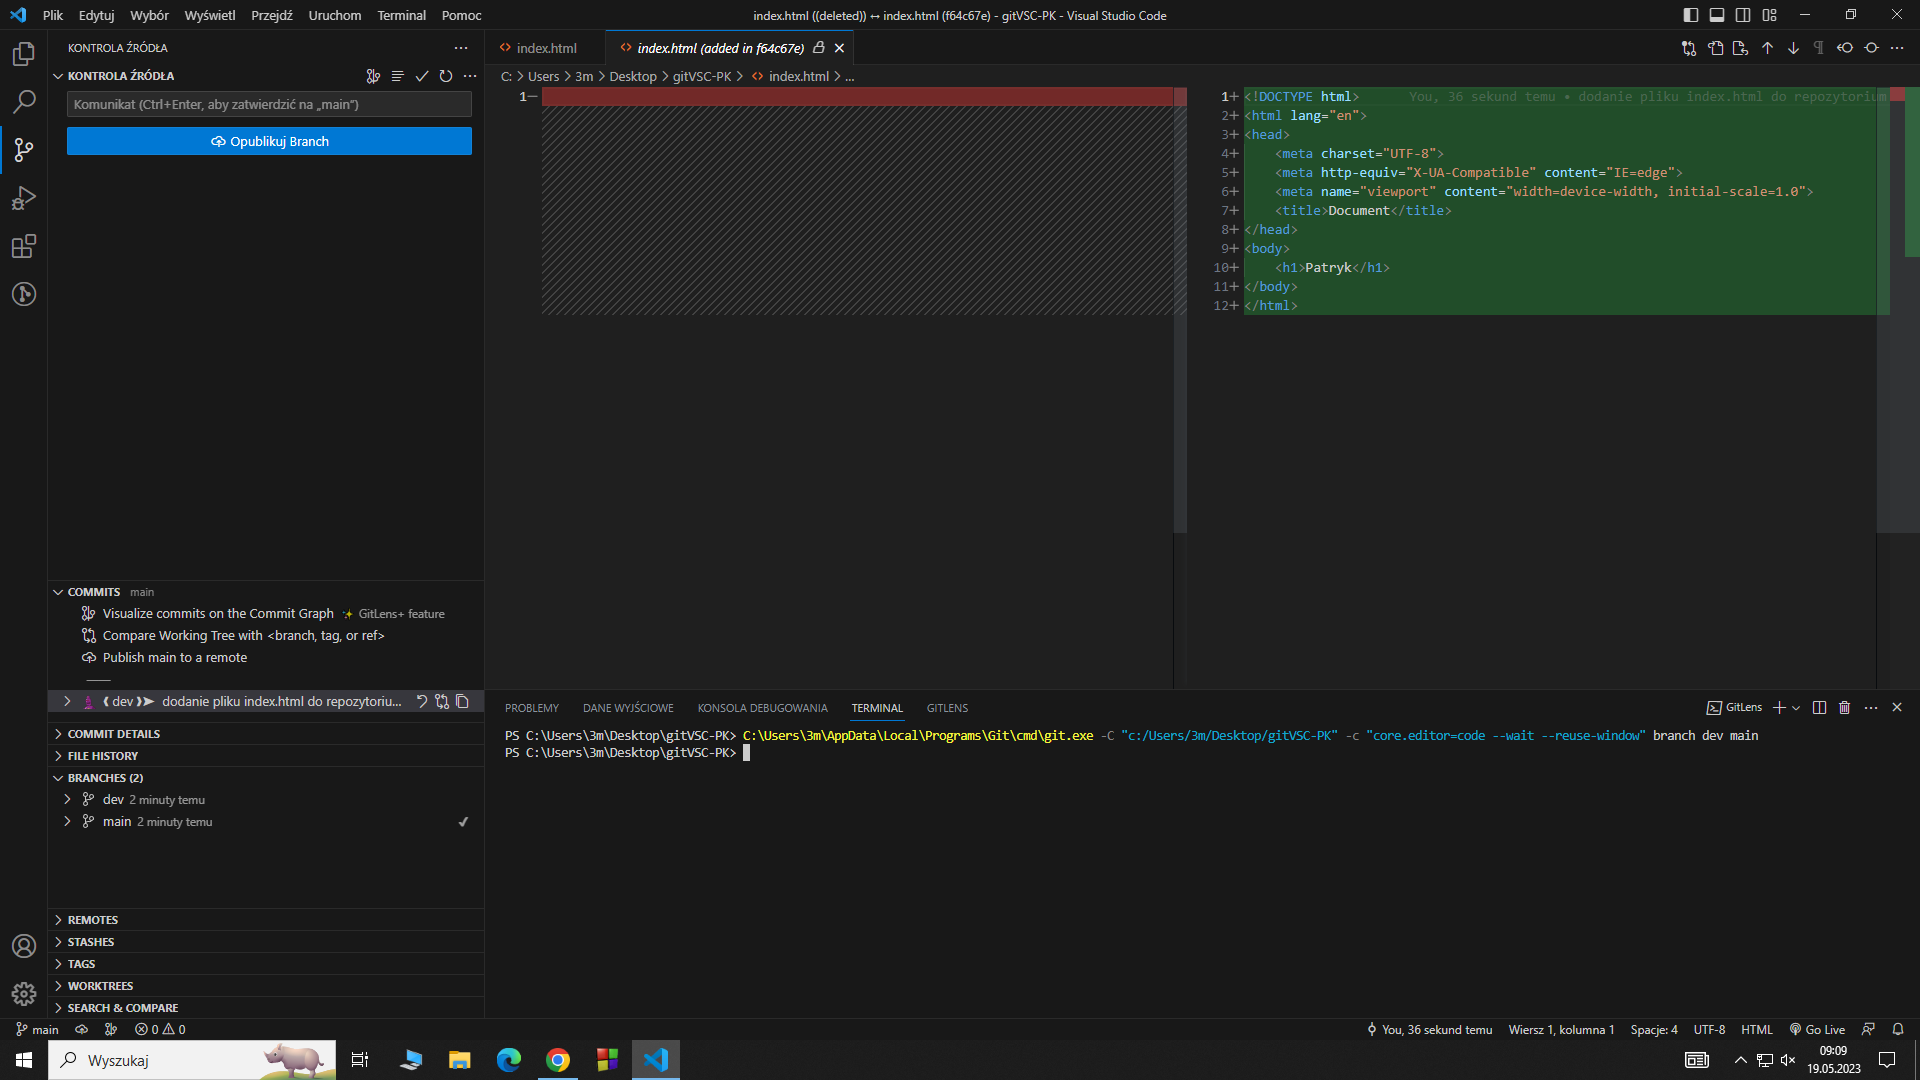 Plik Edytuj Wybór Wyświetl Przejdź Uruchom Terminal Pomoc
index.html ((deleted)) ↔ index.html (f64c67e) - gitVSC-PK - Visual Studio Code
KONTROLA ŹRÓDŁA
KONTROLA ŹRÓDŁA
Komunikat (Ctrl+Enter, aby zatwierdzić na „main”)
Opublikuj Branch
COMMITS main
Visualize commits on the Commit Graph ✨ GitLens+ feature
Compare Working Tree with <branch, tag, or ref>
Publish main to a remote
❪ dev ❫➤ dodanie pliku index.html do repozytoriu...
COMMIT DETAILS
FILE HISTORY
BRANCHES (2)
dev 2 minuty temu
main 2 minuty temu
REMOTES
STASHES
TAGS
WORKTREES
SEARCH & COMPARE
index.html
index.html (added in f64c67e)
C: > Users > 3m > Desktop > gitVSC-PK > index.html > ...
1−
1+ <!DOCTYPE html> You, 36 sekund temu • dodanie pliku index.html do repozytorium
2+ <html lang="en">
3+ <head>
4+ <meta charset="UTF-8">
5+ <meta http-equiv="X-UA-Compatible" content="IE=edge">
6+ <meta name="viewport" content="width=device-width, initial-scale=1.0">
7+ <title>Document</title>
8+ </head>
9+ <body>
10+ <h1>Patryk</h1>
11+ </body>
12+ </html>
PROBLEMY DANE WYJŚCIOWE KONSOLA DEBUGOWANIA TERMINAL GITLENS
GitLens
PS C:\Users\3m\Desktop\gitVSC-PK> C:\Users\3m\AppData\Local\Programs\Git\cmd\git.exe -C "c:/Users/3m/Desktop/gitVSC-PK" -c "core.editor=code --wait --reuse-window" branch dev main
PS C:\Users\3m\Desktop\gitVSC-PK>
main 0 0
You, 36 sekund temu Wiersz 1, kolumna 1 Spacje: 4 UTF-8 HTML Go Live
Wyszukaj
09:09
19.05.2023